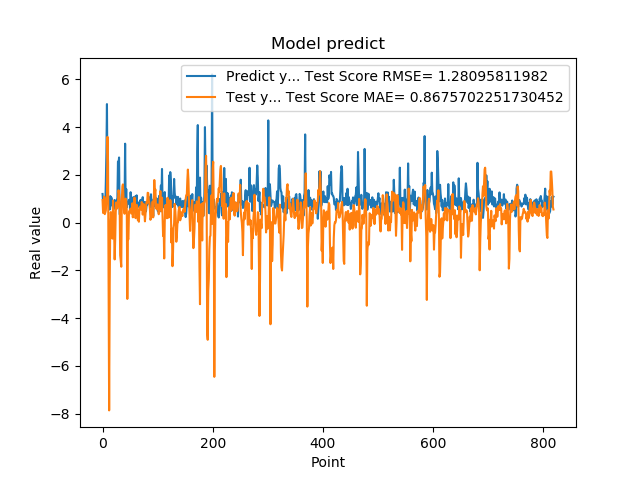 Model predict
Predict y... Test Score RMSE= 1.28095811982
Test y... Test Score MAE= 0.8675702251730452
6
4
2
0
−2
−4
−6
−8
Real value
0 200 400 600 800
Point